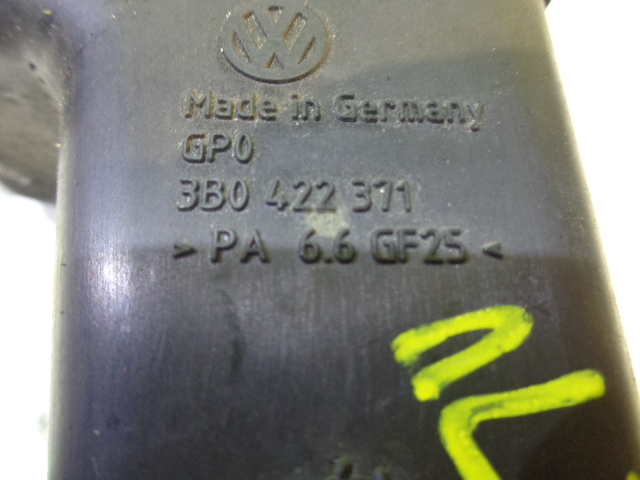 Made in Germany
GP0
3B0 422 371
> PA 6.6 GF25 <